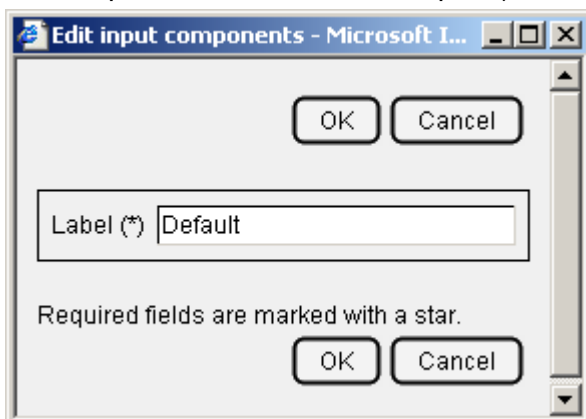 Edit input components - Microsoft I...
OK Cancel
Label (*) Default
Required fields are marked with a star.
OK Cancel